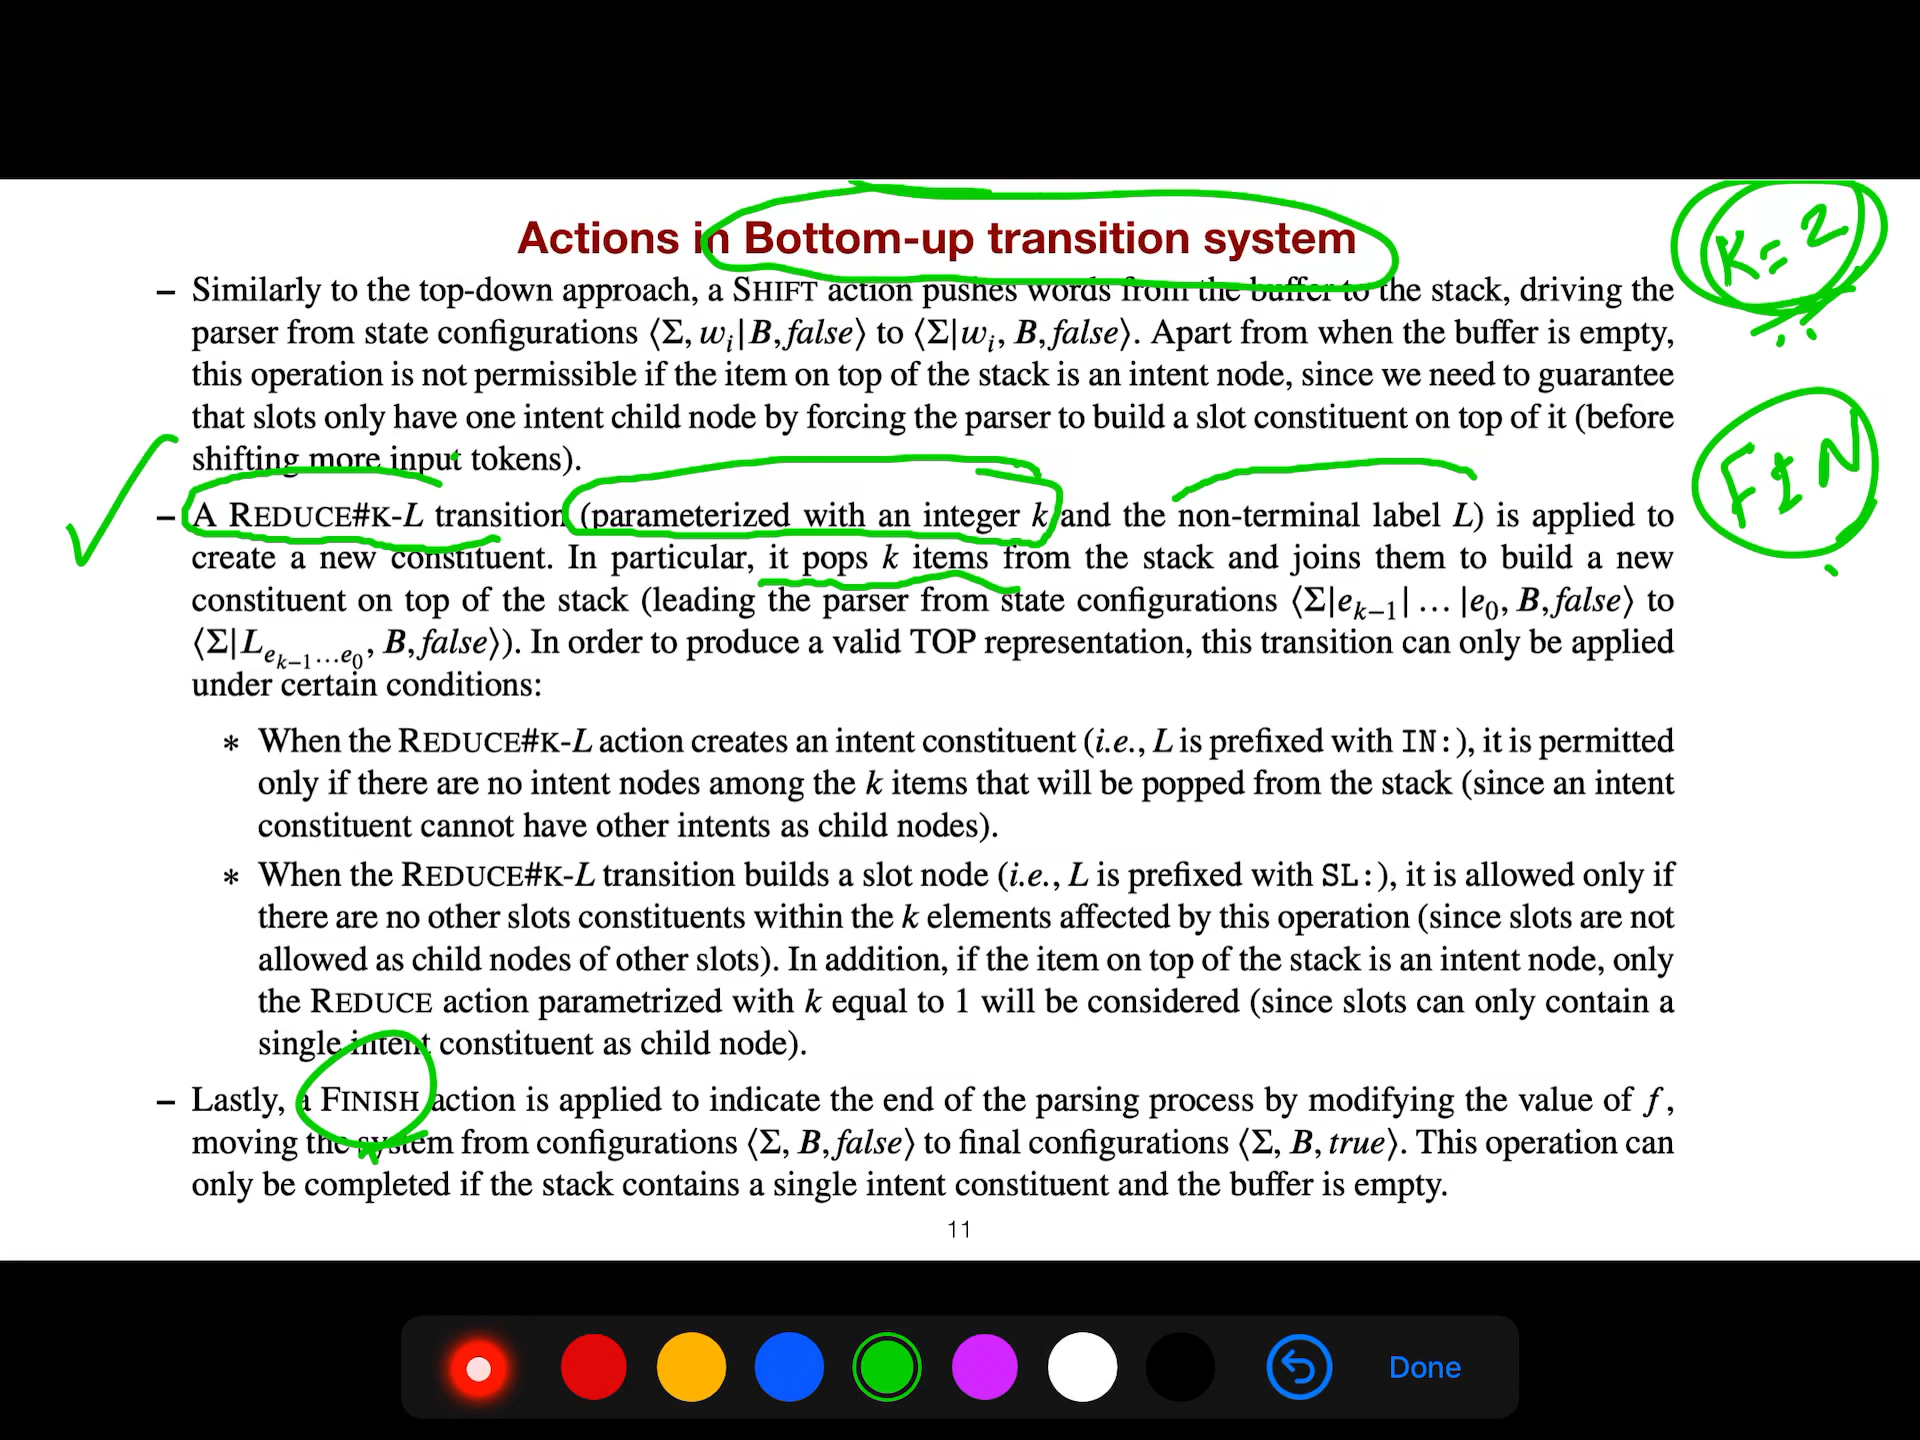 Actions in Bottom-up transition system
K=2
– Similarly to the top-down approach, a SHIFT action pushes words from the buffer to the stack, driving the
parser from state configurations ⟨Σ, wᵢ|B, false⟩ to ⟨Σ|wᵢ, B, false⟩. Apart from when the buffer is empty,
this operation is not permissible if the item on top of the stack is an intent node, since we need to guarantee
that slots only have one intent child node by forcing the parser to build a slot constituent on top of it (before
shifting more input tokens).
FIN
– A REDUCE#K-L transition (parameterized with an integer k and the non-terminal label L) is applied to
create a new constituent. In particular, it pops k items from the stack and joins them to build a new
constituent on top of the stack (leading the parser from state configurations ⟨Σ|eₖ₋₁| … |e₀, B, false⟩ to
⟨Σ|L_{eₖ₋₁…e₀}, B, false⟩). In order to produce a valid TOP representation, this transition can only be applied
under certain conditions:
∗ When the REDUCE#K-L action creates an intent constituent (i.e., L is prefixed with IN:), it is permitted
only if there are no intent nodes among the k items that will be popped from the stack (since an intent
constituent cannot have other intents as child nodes).
∗ When the REDUCE#K-L transition builds a slot node (i.e., L is prefixed with SL:), it is allowed only if
there are no other slots constituents within the k elements affected by this operation (since slots are not
allowed as child nodes of other slots). In addition, if the item on top of the stack is an intent node, only
the REDUCE action parametrized with k equal to 1 will be considered (since slots can only contain a
single intent constituent as child node).
– Lastly, a FINISH action is applied to indicate the end of the parsing process by modifying the value of f,
moving the system from configurations ⟨Σ, B, false⟩ to final configurations ⟨Σ, B, true⟩. This operation can
only be completed if the stack contains a single intent constituent and the buffer is empty.
11
Done